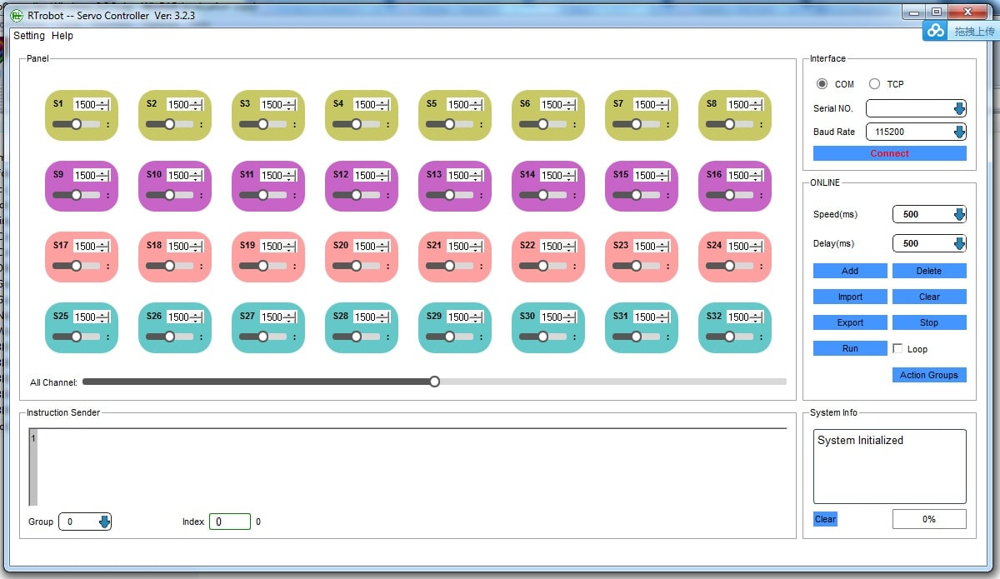 RTrobot -- Servo Controller Ver: 3.2.3
拖拽上传
Setting Help
Panel
S1 1500 S2 1500 S3 1500 S4 1500 S5 1500 S6 1500 S7 1500 S8 1500
S9 1500 S10 1500 S11 1500 S12 1500 S13 1500 S14 1500 S15 1500 S16 1500
S17 1500 S18 1500 S19 1500 S20 1500 S21 1500 S22 1500 S23 1500 S24 1500
S25 1500 S26 1500 S27 1500 S28 1500 S29 1500 S30 1500 S31 1500 S32 1500
All Channel:
Interface
COM TCP
Serial NO.
Baud Rate 115200
Connect
ONLINE
Speed(ms) 500
Delay(ms) 500
Add Delete
Import Clear
Export Stop
Run Loop
Action Groups
Instruction Sender
1
Group 0 Index 0 0
System Info
System Initialized
Clear 0%